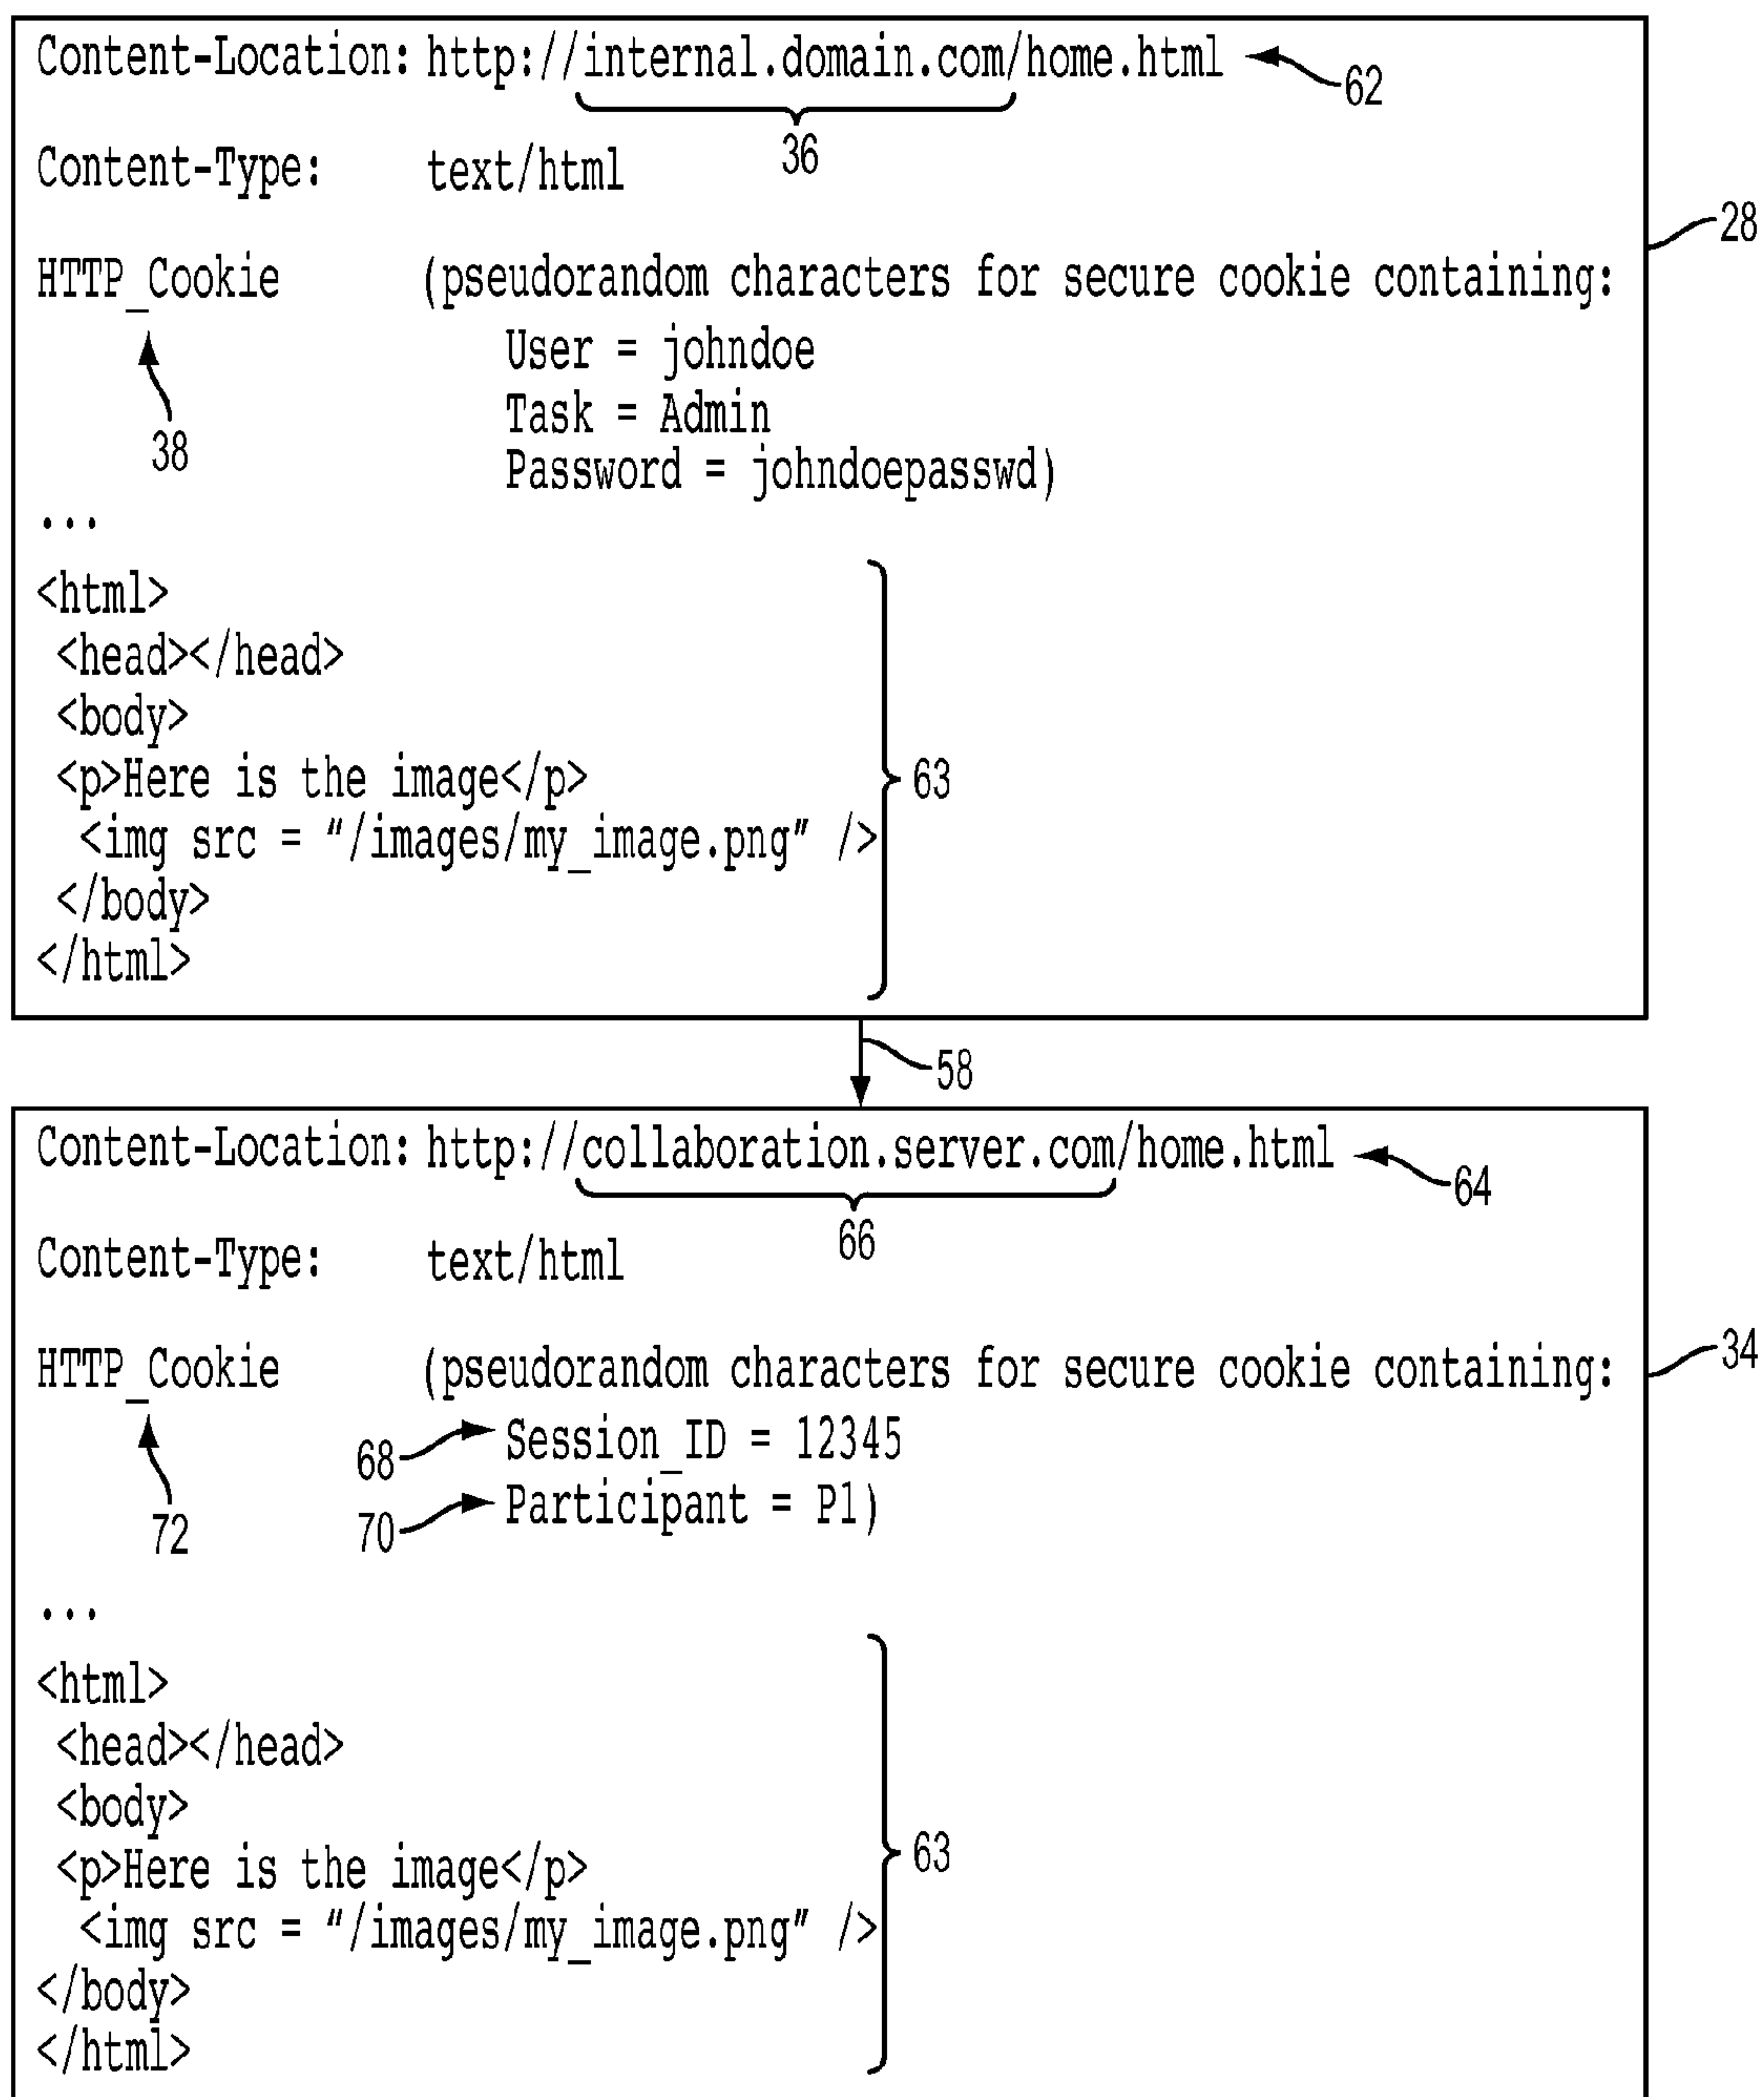 Content-Location: http://internal.domain.com/home.html
62
36
Content-Type: text/html
28
HTTP_Cookie (pseudorandom characters for secure cookie containing:
User = johndoe
Task = Admin
38
Password = johndoepasswd)
...
<html>
<head></head>
<body>
<p>Here is the image</p>
63
<img src = “/images/my_image.png” />
</body>
</html>
58
Content-Location: http://collaboration.server.com/home.html
64
66
Content-Type: text/html
34
HTTP_Cookie (pseudorandom characters for secure cookie containing:
68 Session_ID = 12345
70 Participant = P1)
72
...
<html>
<head></head>
<body>
<p>Here is the image</p>
63
<img src = “/images/my_image.png” />
</body>
</html>